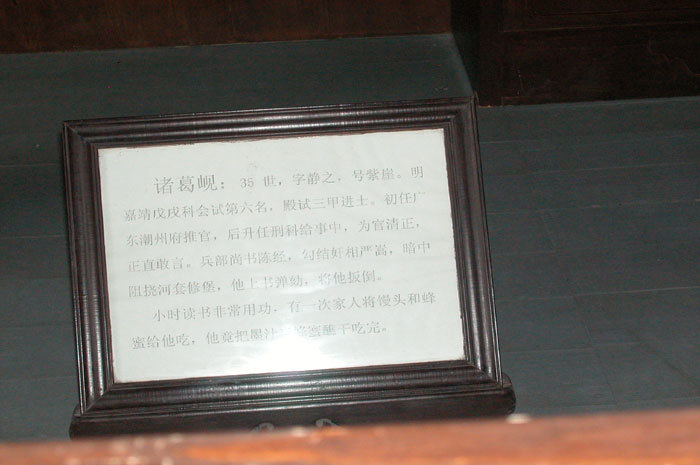 诸葛岘：35 世，字静之，号紫崖。明
嘉靖戊戌科会试第六名，殿试三甲进士。初任广
东潮州府推官，后升任刑科给事中，为官清正，
正直敢言。兵部尚书陈经，勾结奸相严嵩，暗中
阻挠河套修堡，他上书弹劾，将他扳倒。
小时读书非常用功，有一次家人将馒头和蜂
蜜给他吃，他竟把墨汁蜂蜜蘸干吃完。